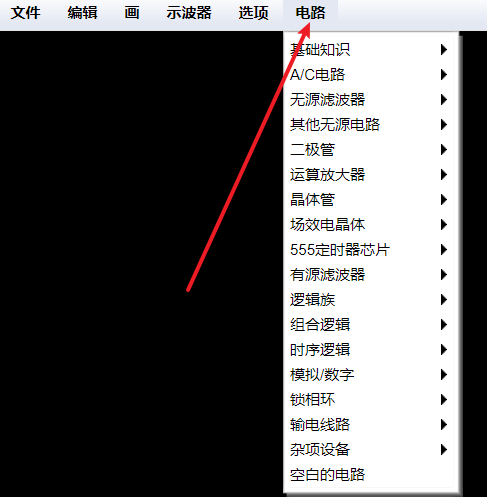 文件 编辑 画 示波器 选项 电路
基础知识
A/C电路
无源滤波器
其他无源电路
二极管
运算放大器
晶体管
场效电晶体
555定时器芯片
有源滤波器
逻辑族
组合逻辑
时序逻辑
模拟/数字
锁相环
输电线路
杂项设备
空白的电路